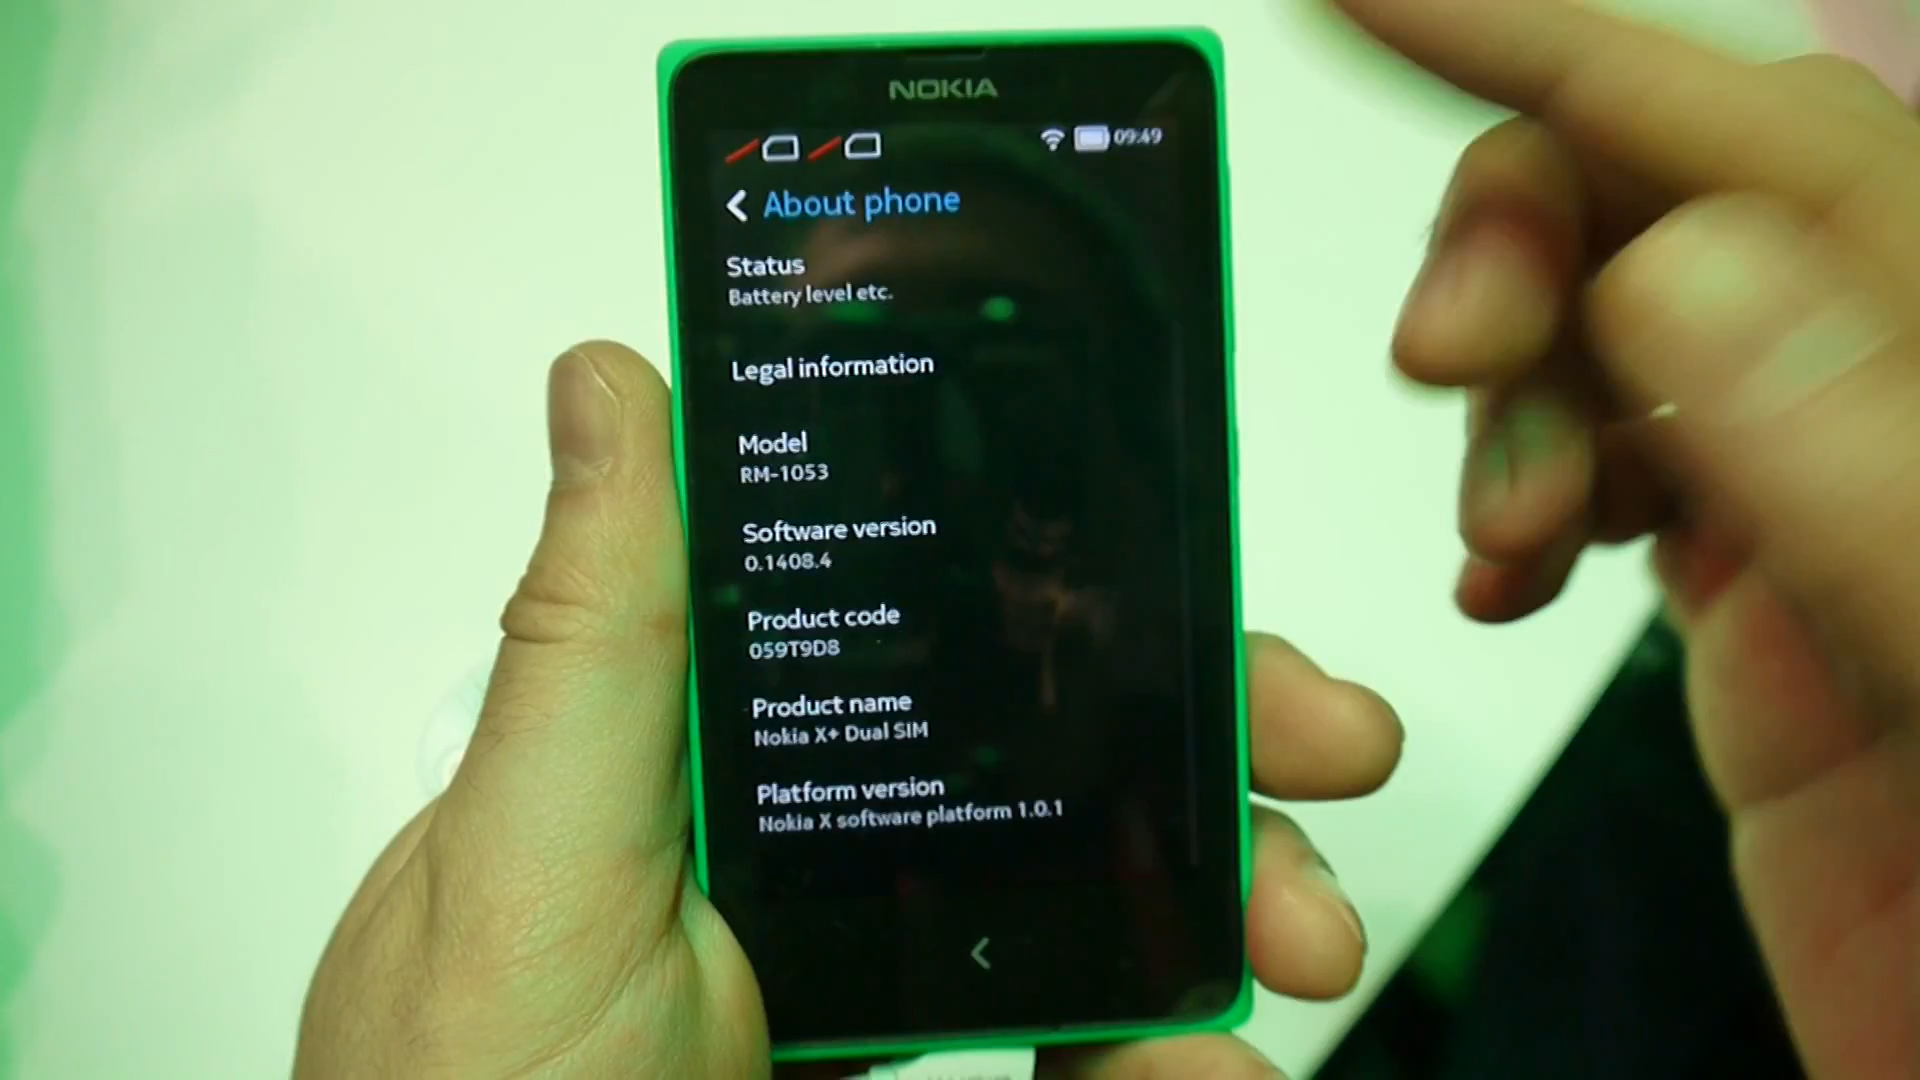 NOKIA
09:49
About phone
Status
Battery level etc.
Legal information
Model
RM-1053
Software version
0.1408.4
Product code
059T9D8
Product name
Nokia X+ Dual SIM
Platform version
Nokia X software platform 1.0.1